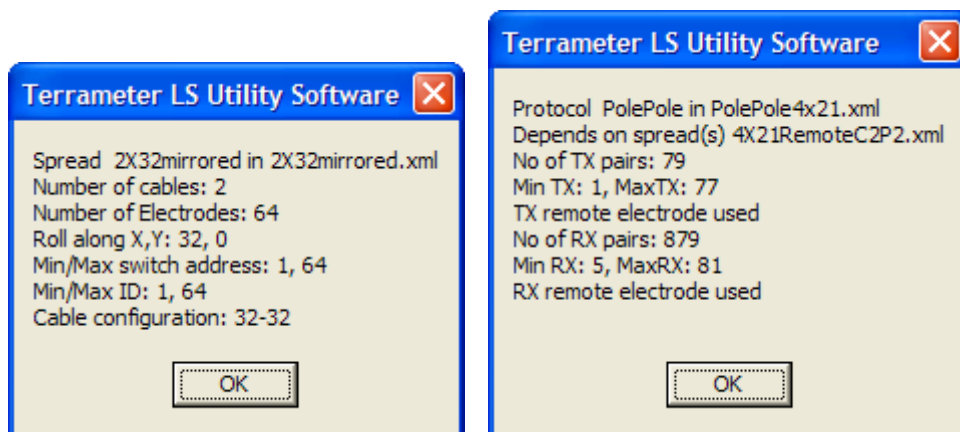 Terrameter LS Utility Software
Spread 2X32mirrored in 2X32mirrored.xml
Number of cables: 2
Number of Electrodes: 64
Roll along X,Y: 32, 0
Min/Max switch address: 1, 64
Min/Max ID: 1, 64
Cable configuration: 32-32
OK
Terrameter LS Utility Software
Protocol PolePole in PolePole4x21.xml
Depends on spread(s) 4X21RemoteC2P2.xml
No of TX pairs: 79
Min TX: 1, MaxTX: 77
TX remote electrode used
No of RX pairs: 879
Min RX: 5, MaxRX: 81
RX remote electrode used
OK